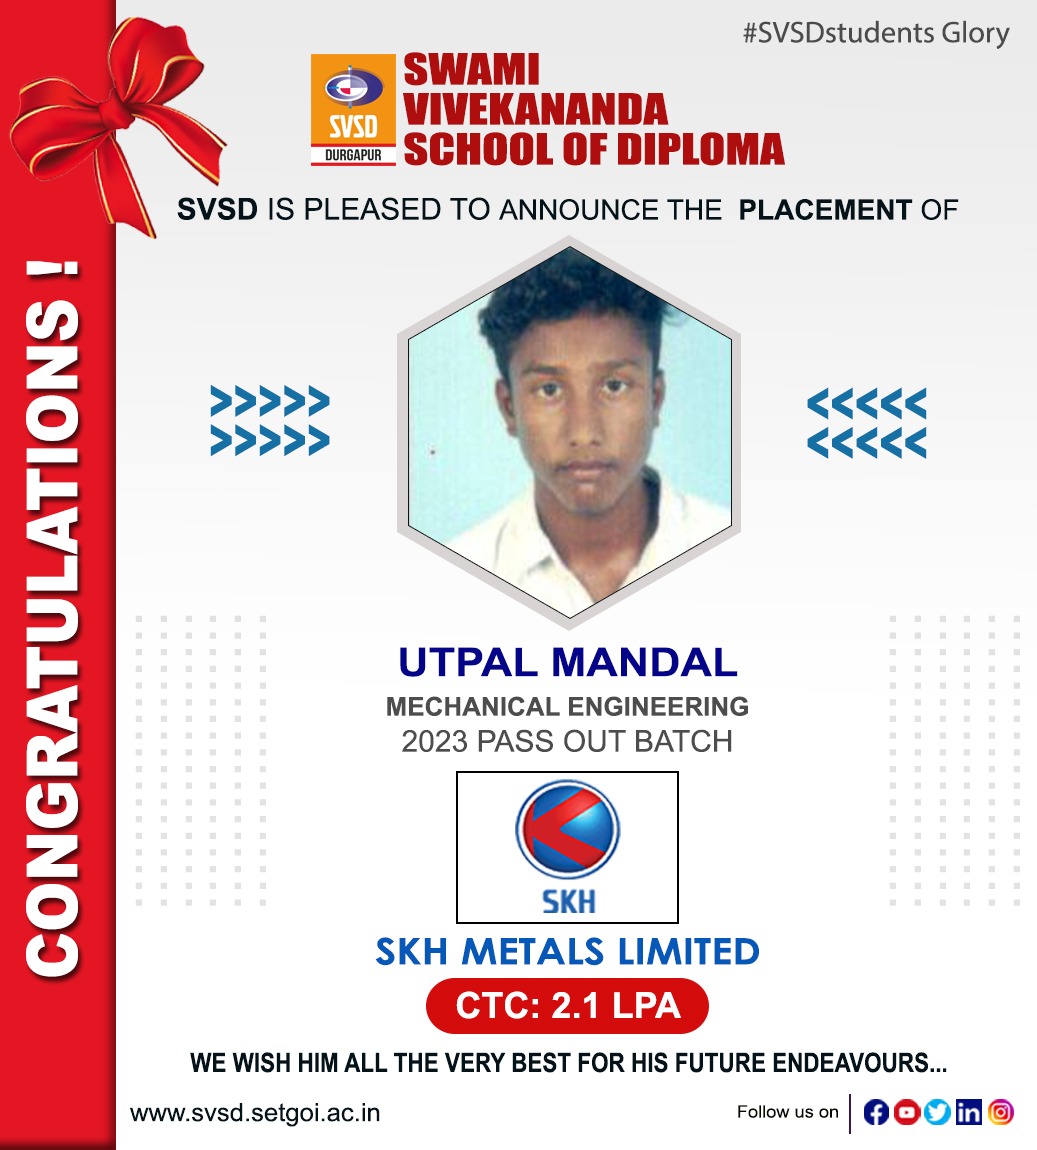 #SVSDstudents Glory
SWAMI
VIVEKANANDA
SCHOOL OF DIPLOMA
SVSD
DURGAPUR
SVSD IS PLEASED TO ANNOUNCE THE PLACEMENT OF
CONGRATULATIONS !
UTPAL MANDAL
MECHANICAL ENGINEERING
2023 PASS OUT BATCH
SKH
SKH METALS LIMITED
CTC: 2.1 LPA
WE WISH HIM ALL THE VERY BEST FOR HIS FUTURE ENDEAVOURS...
www.svsd.setgoi.ac.in
Follow us on